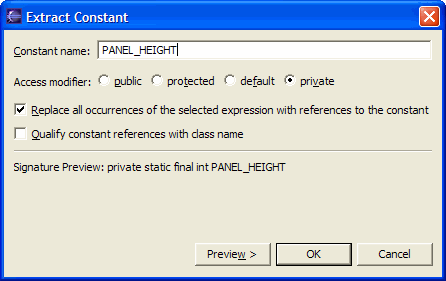 Extract Constant
Constant name: PANEL_HEIGHT
Access modifier: public protected default private
Replace all occurrences of the selected expression with references to the constant
Qualify constant references with class name
Signature Preview: private static final int PANEL_HEIGHT
Preview > OK Cancel